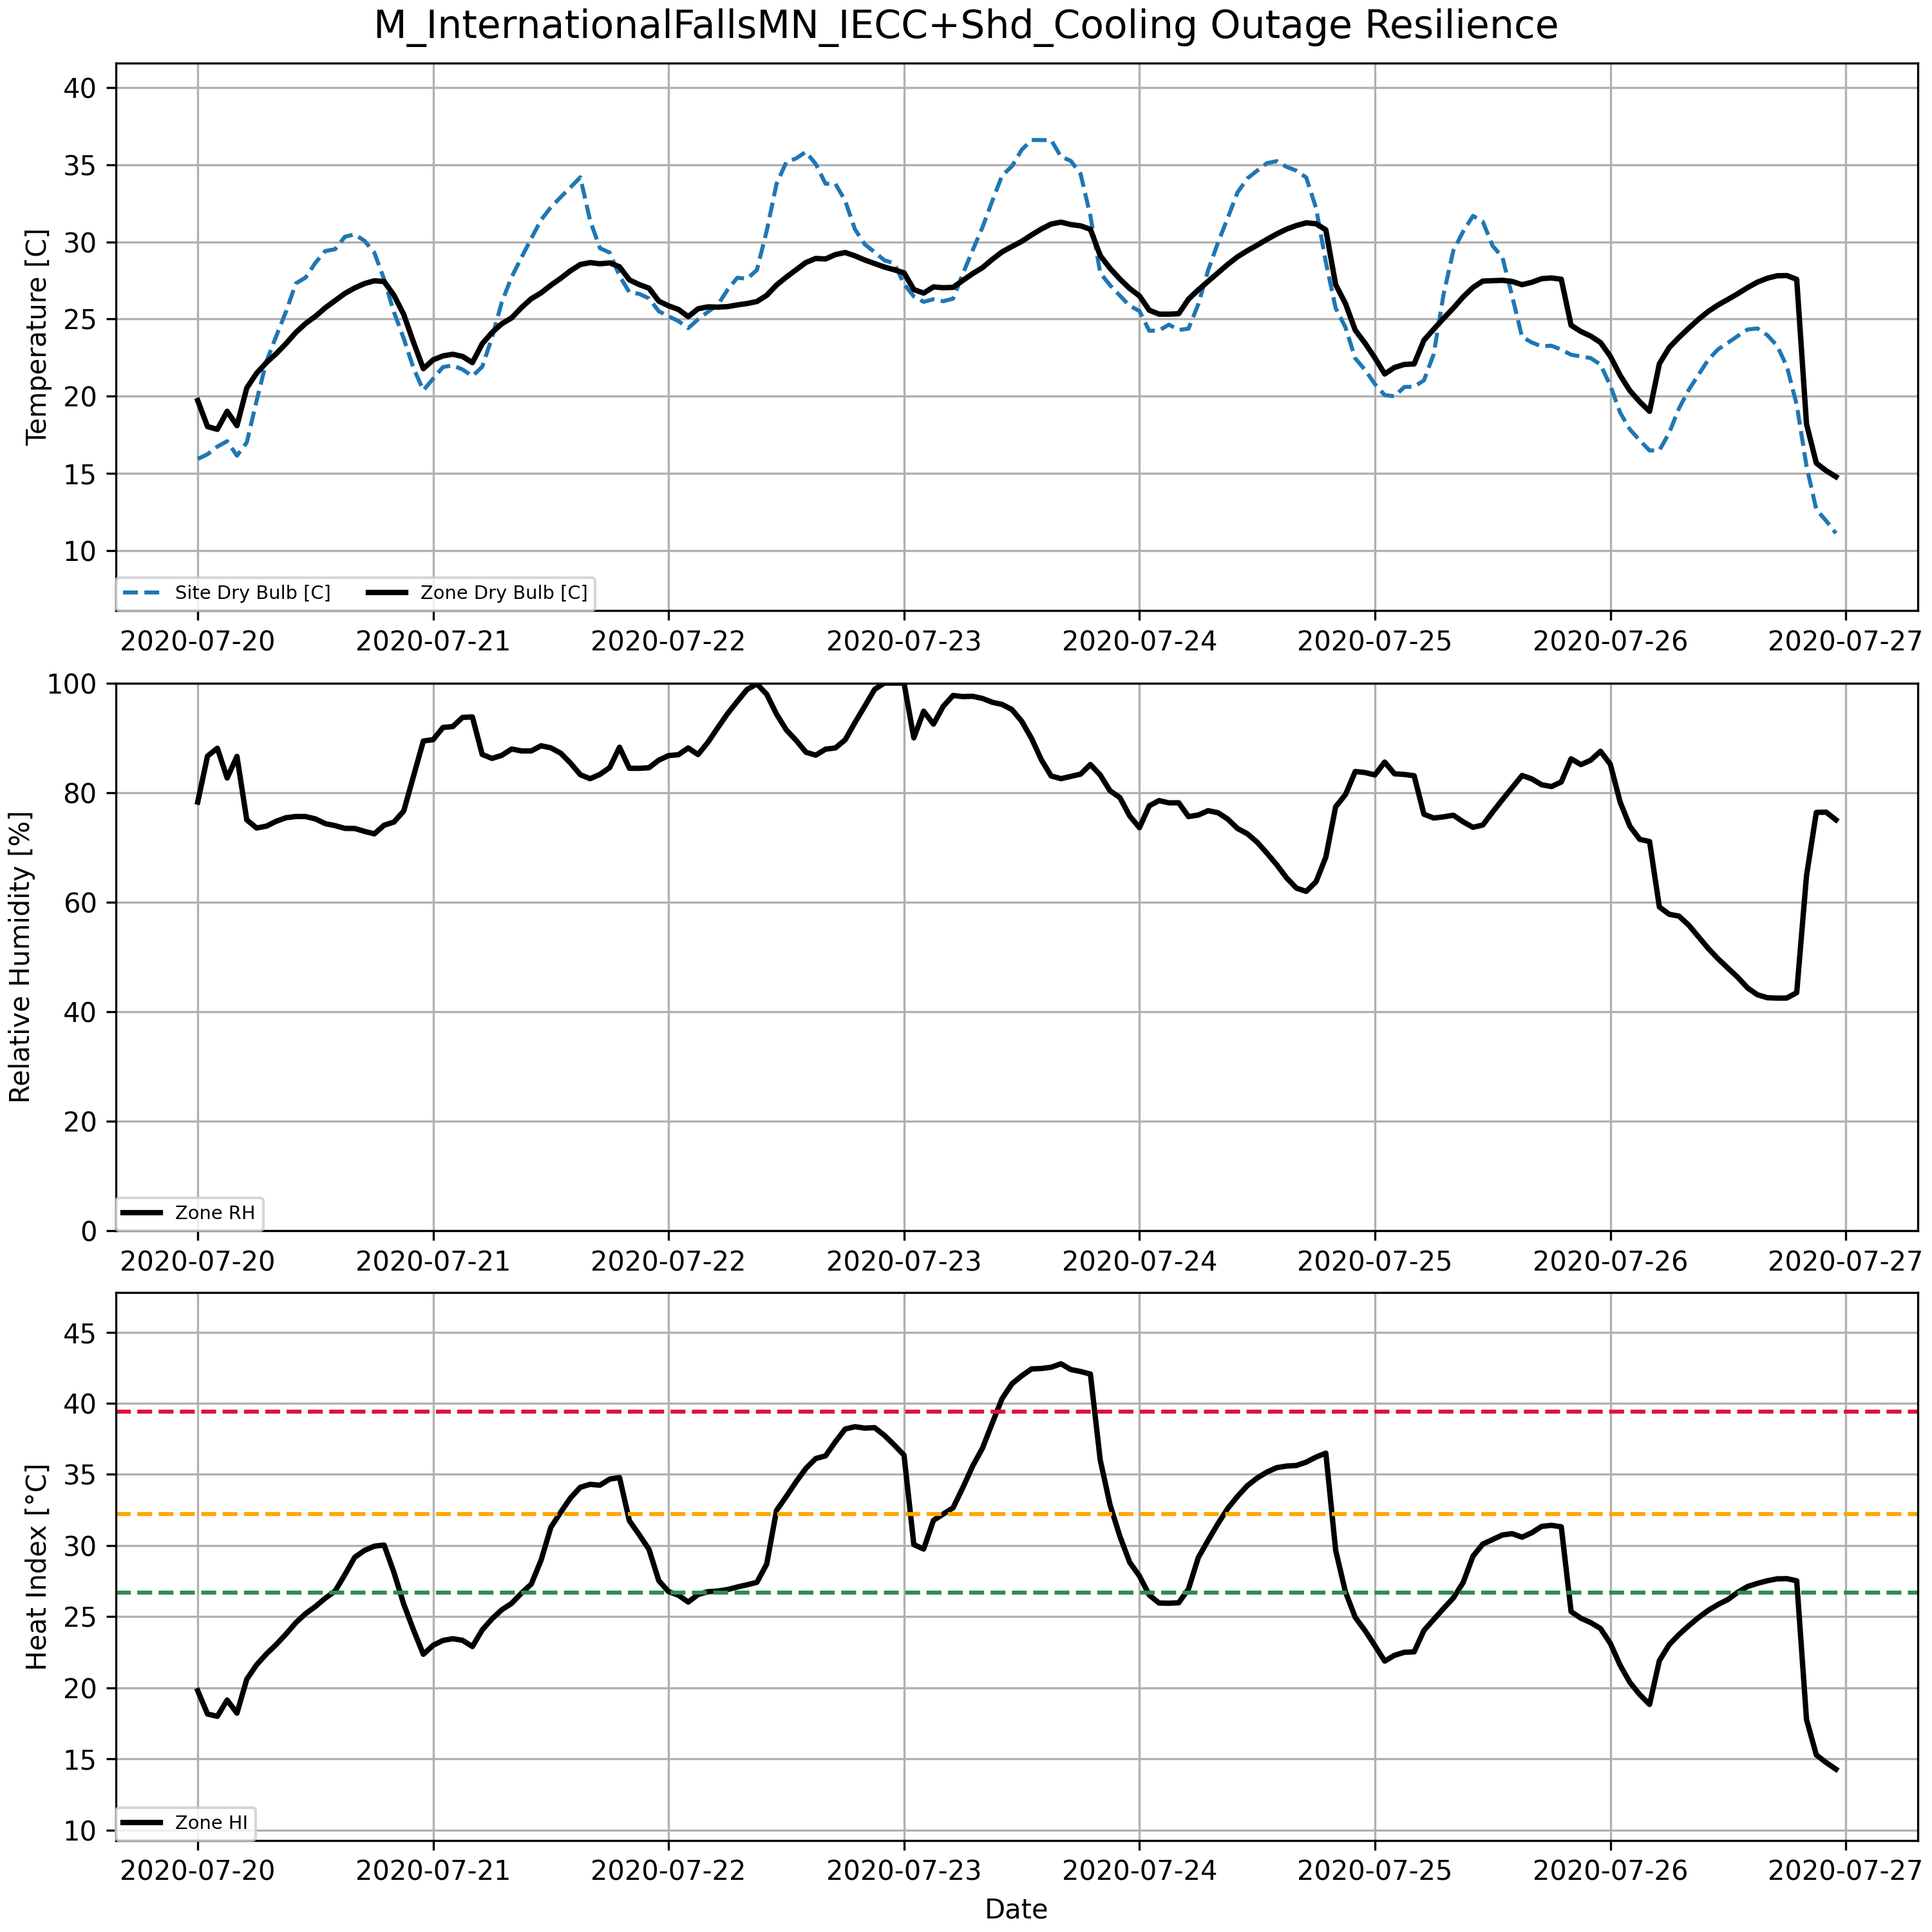 M_InternationalFallsMN_IECC+Shd_Cooling Outage Resilience
Temperature [C]
40
35
30
25
20
15
10
Site Dry Bulb [C] Zone Dry Bulb [C]
2020-07-20 2020-07-21 2020-07-22 2020-07-23 2020-07-24 2020-07-25 2020-07-26 2020-07-27
Relative Humidity [%]
100
80
60
40
20
0
Zone RH
2020-07-20 2020-07-21 2020-07-22 2020-07-23 2020-07-24 2020-07-25 2020-07-26 2020-07-27
Heat Index [°C]
45
40
35
30
25
20
15
10
Zone HI
2020-07-20 2020-07-21 2020-07-22 2020-07-23 2020-07-24 2020-07-25 2020-07-26 2020-07-27
Date